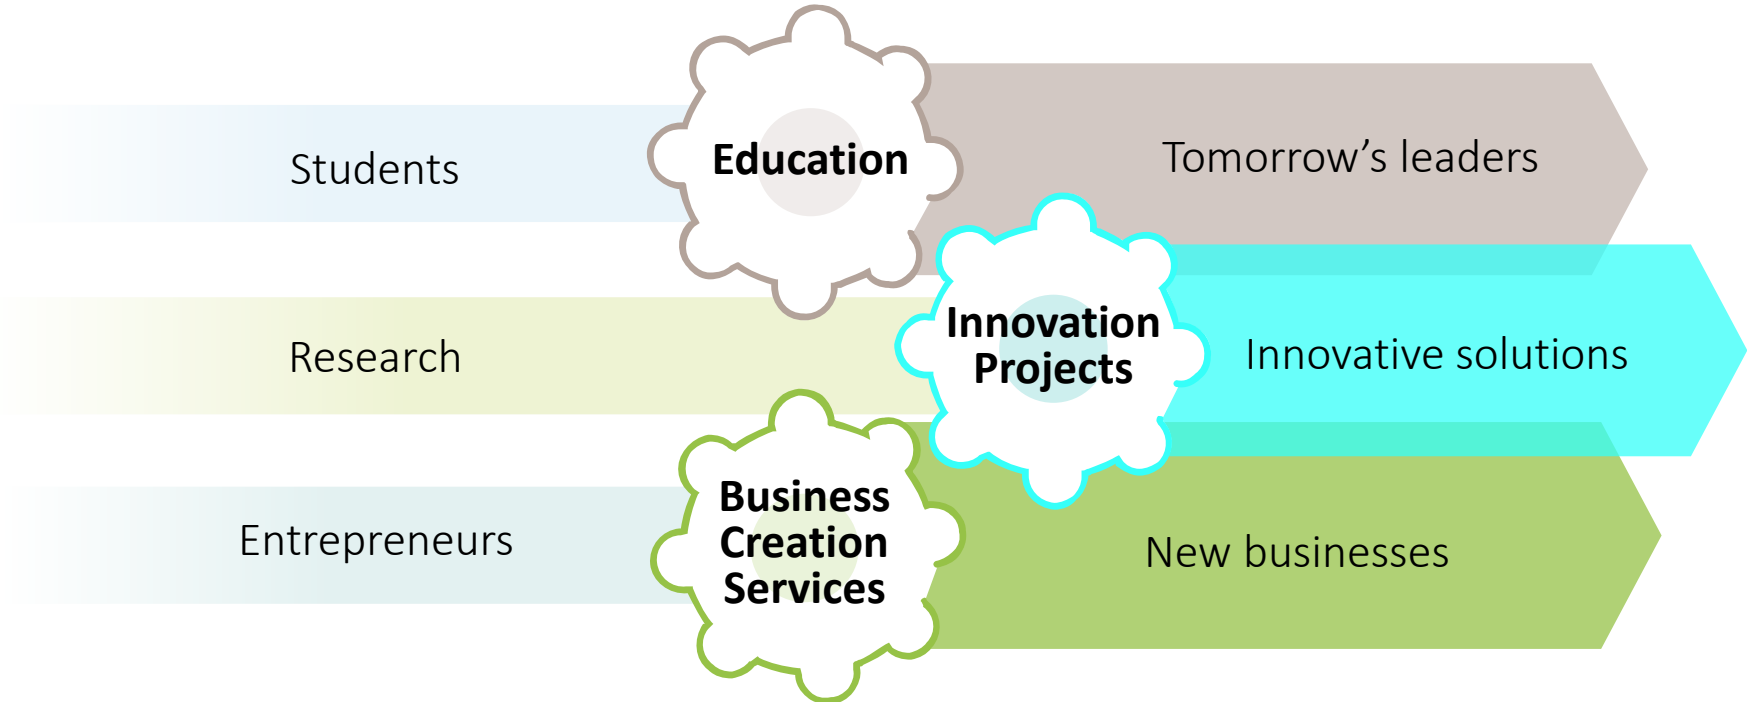 Students
Education
Tomorrow’s leaders
Research
Innovation
Projects
Innovative solutions
Entrepreneurs
Business
Creation
Services
New businesses